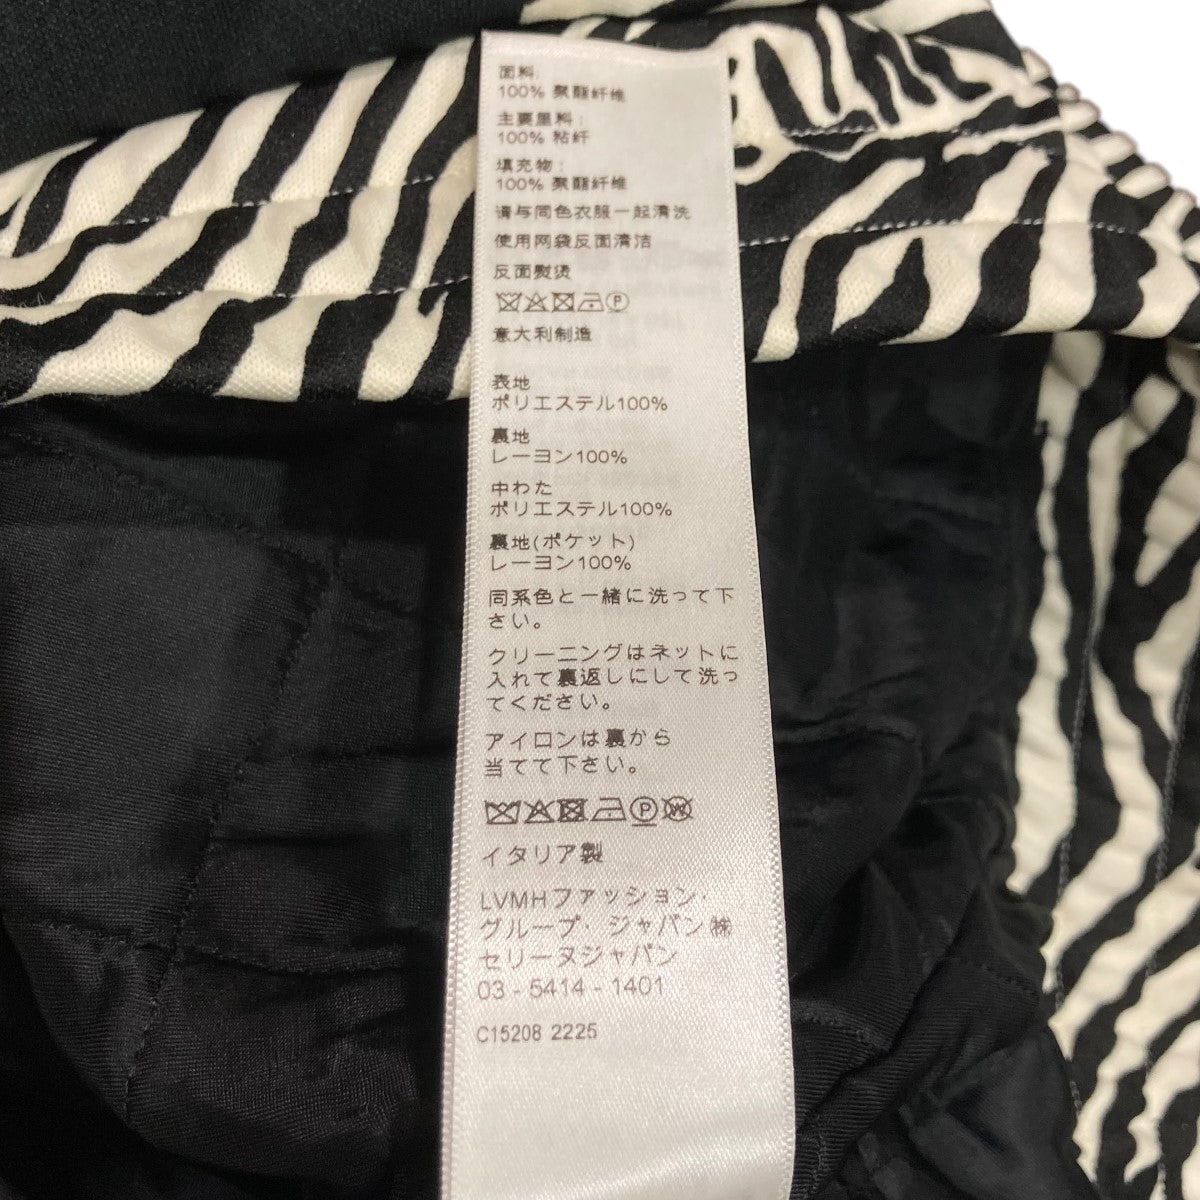 面料:
100% 聚酯纤维
主要里料:
100% 粘纤
填充物:
100% 聚酯纤维
请与同色衣服一起清洗
使用网袋反面清洁
反面熨烫
P
意大利制造
表地
ポリエステル100%
裏地
レーヨン100%
中わた
ポリエステル100%
裏地(ポケット)
レーヨン100%
同系色と一緒に洗って下
さい。
クリーニングはネットに
入れて裏返しにして洗っ
てください。
アイロンは裏から
当てて下さい。
P W
イタリア製
LVMHファッション・
グループ・ジャパン㈱
セリーヌジャパン
03 - 5414 - 1401
C15208 2225